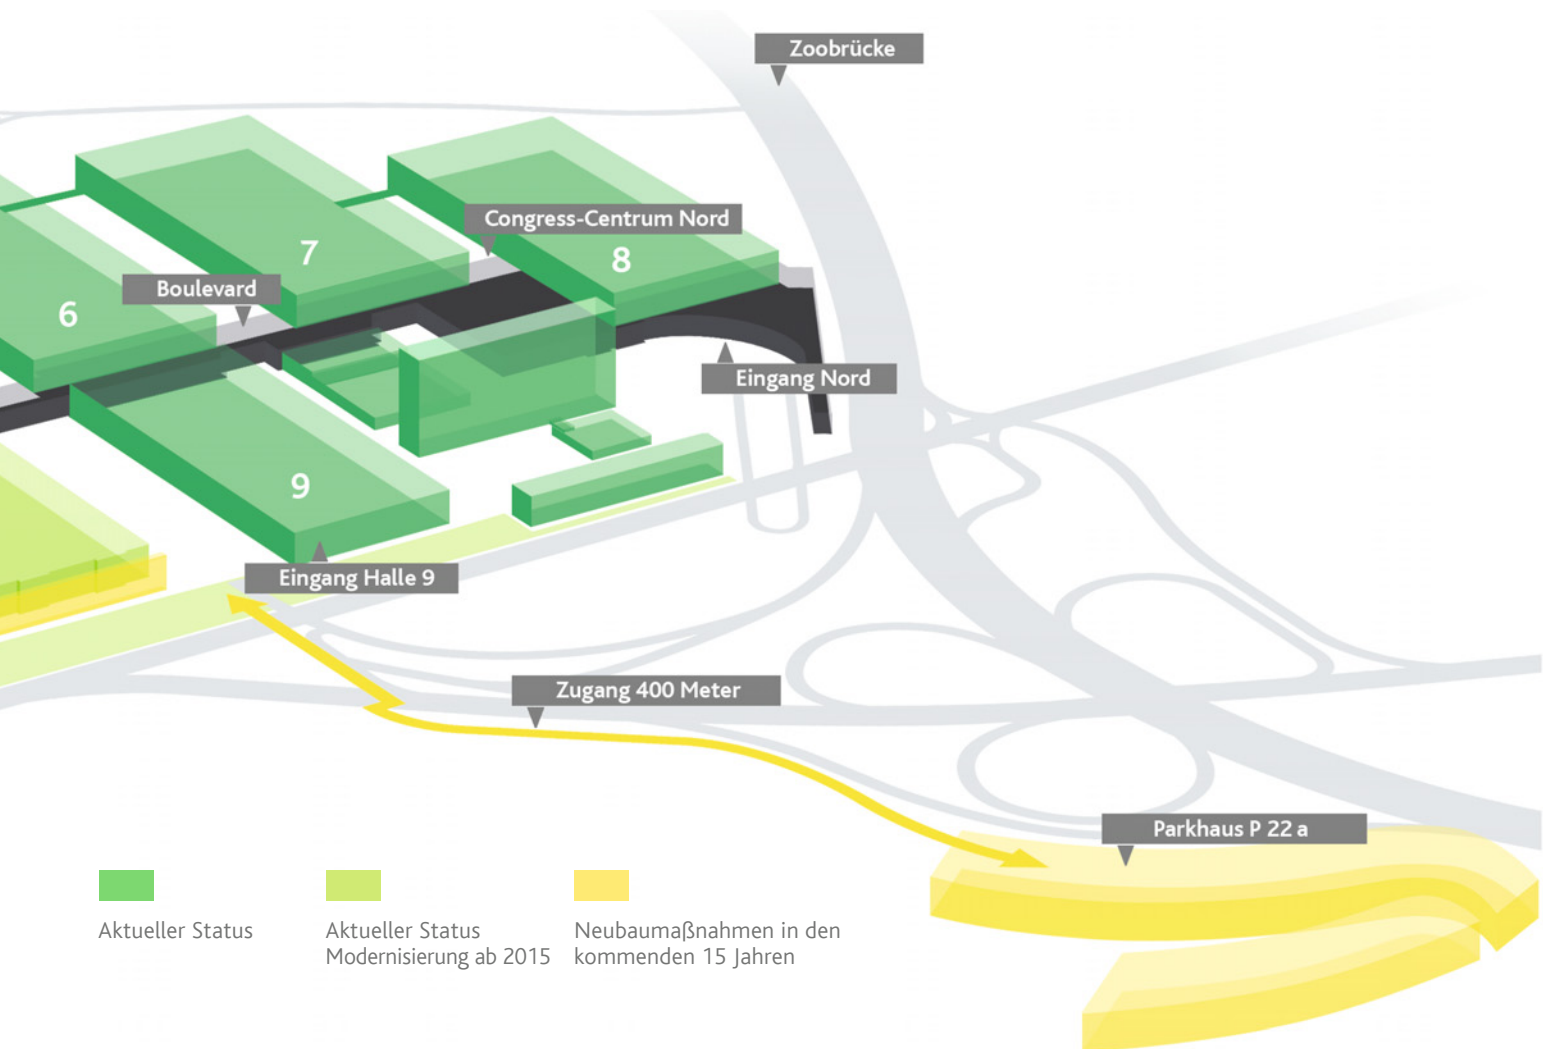 Zoobrücke
Congress-Centrum Nord
7
8
Boulevard
6
Eingang Nord
9
Eingang Halle 9
Zugang 400 Meter
Parkhaus P 22 a
Aktueller Status
Aktueller Status
Modernisierung ab 2015
Neubaumaßnahmen in den
kommenden 15 Jahren